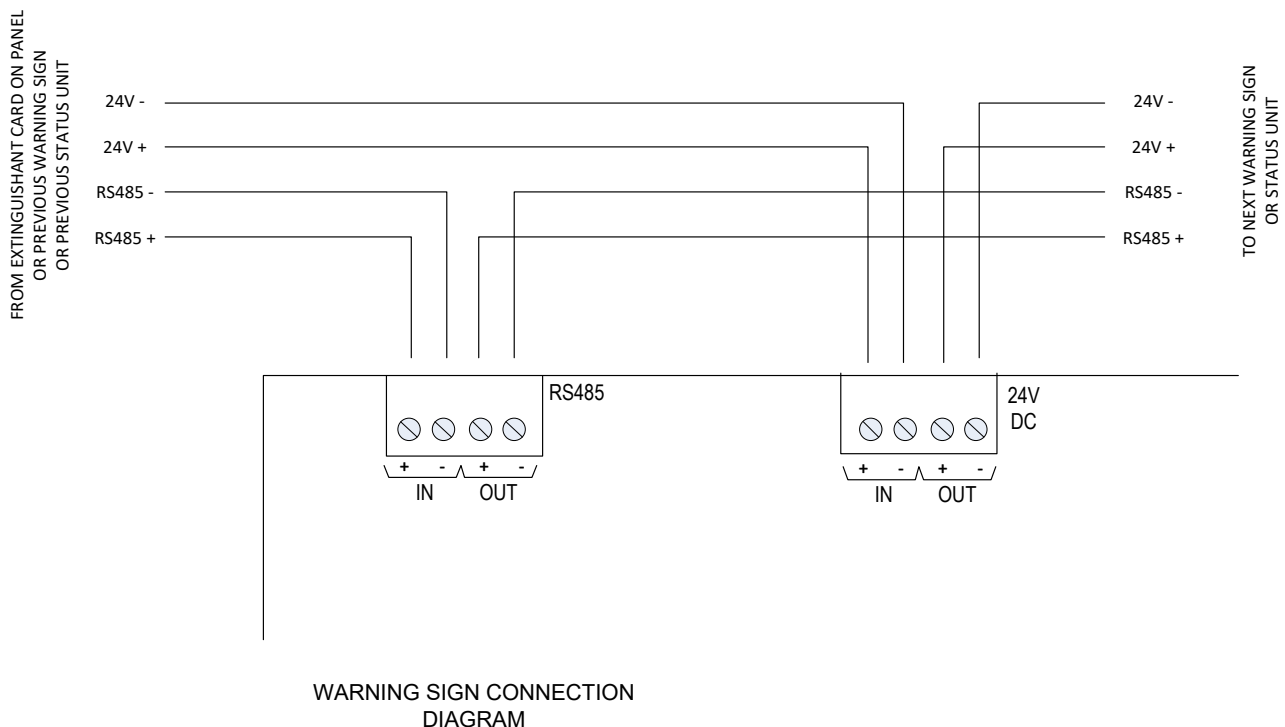 FROM EXTINGUISHANT CARD ON PANEL
OR PREVIOUS WARNING SIGN
OR PREVIOUS STATUS UNIT
24V -
24V +
RS485 -
RS485 +
24V -
24V +
RS485 -
RS485 +
TO NEXT WARNING SIGN
OR STATUS UNIT
RS485
+ - + -
IN OUT
24V
DC
+ - + -
IN OUT
WARNING SIGN CONNECTION
DIAGRAM